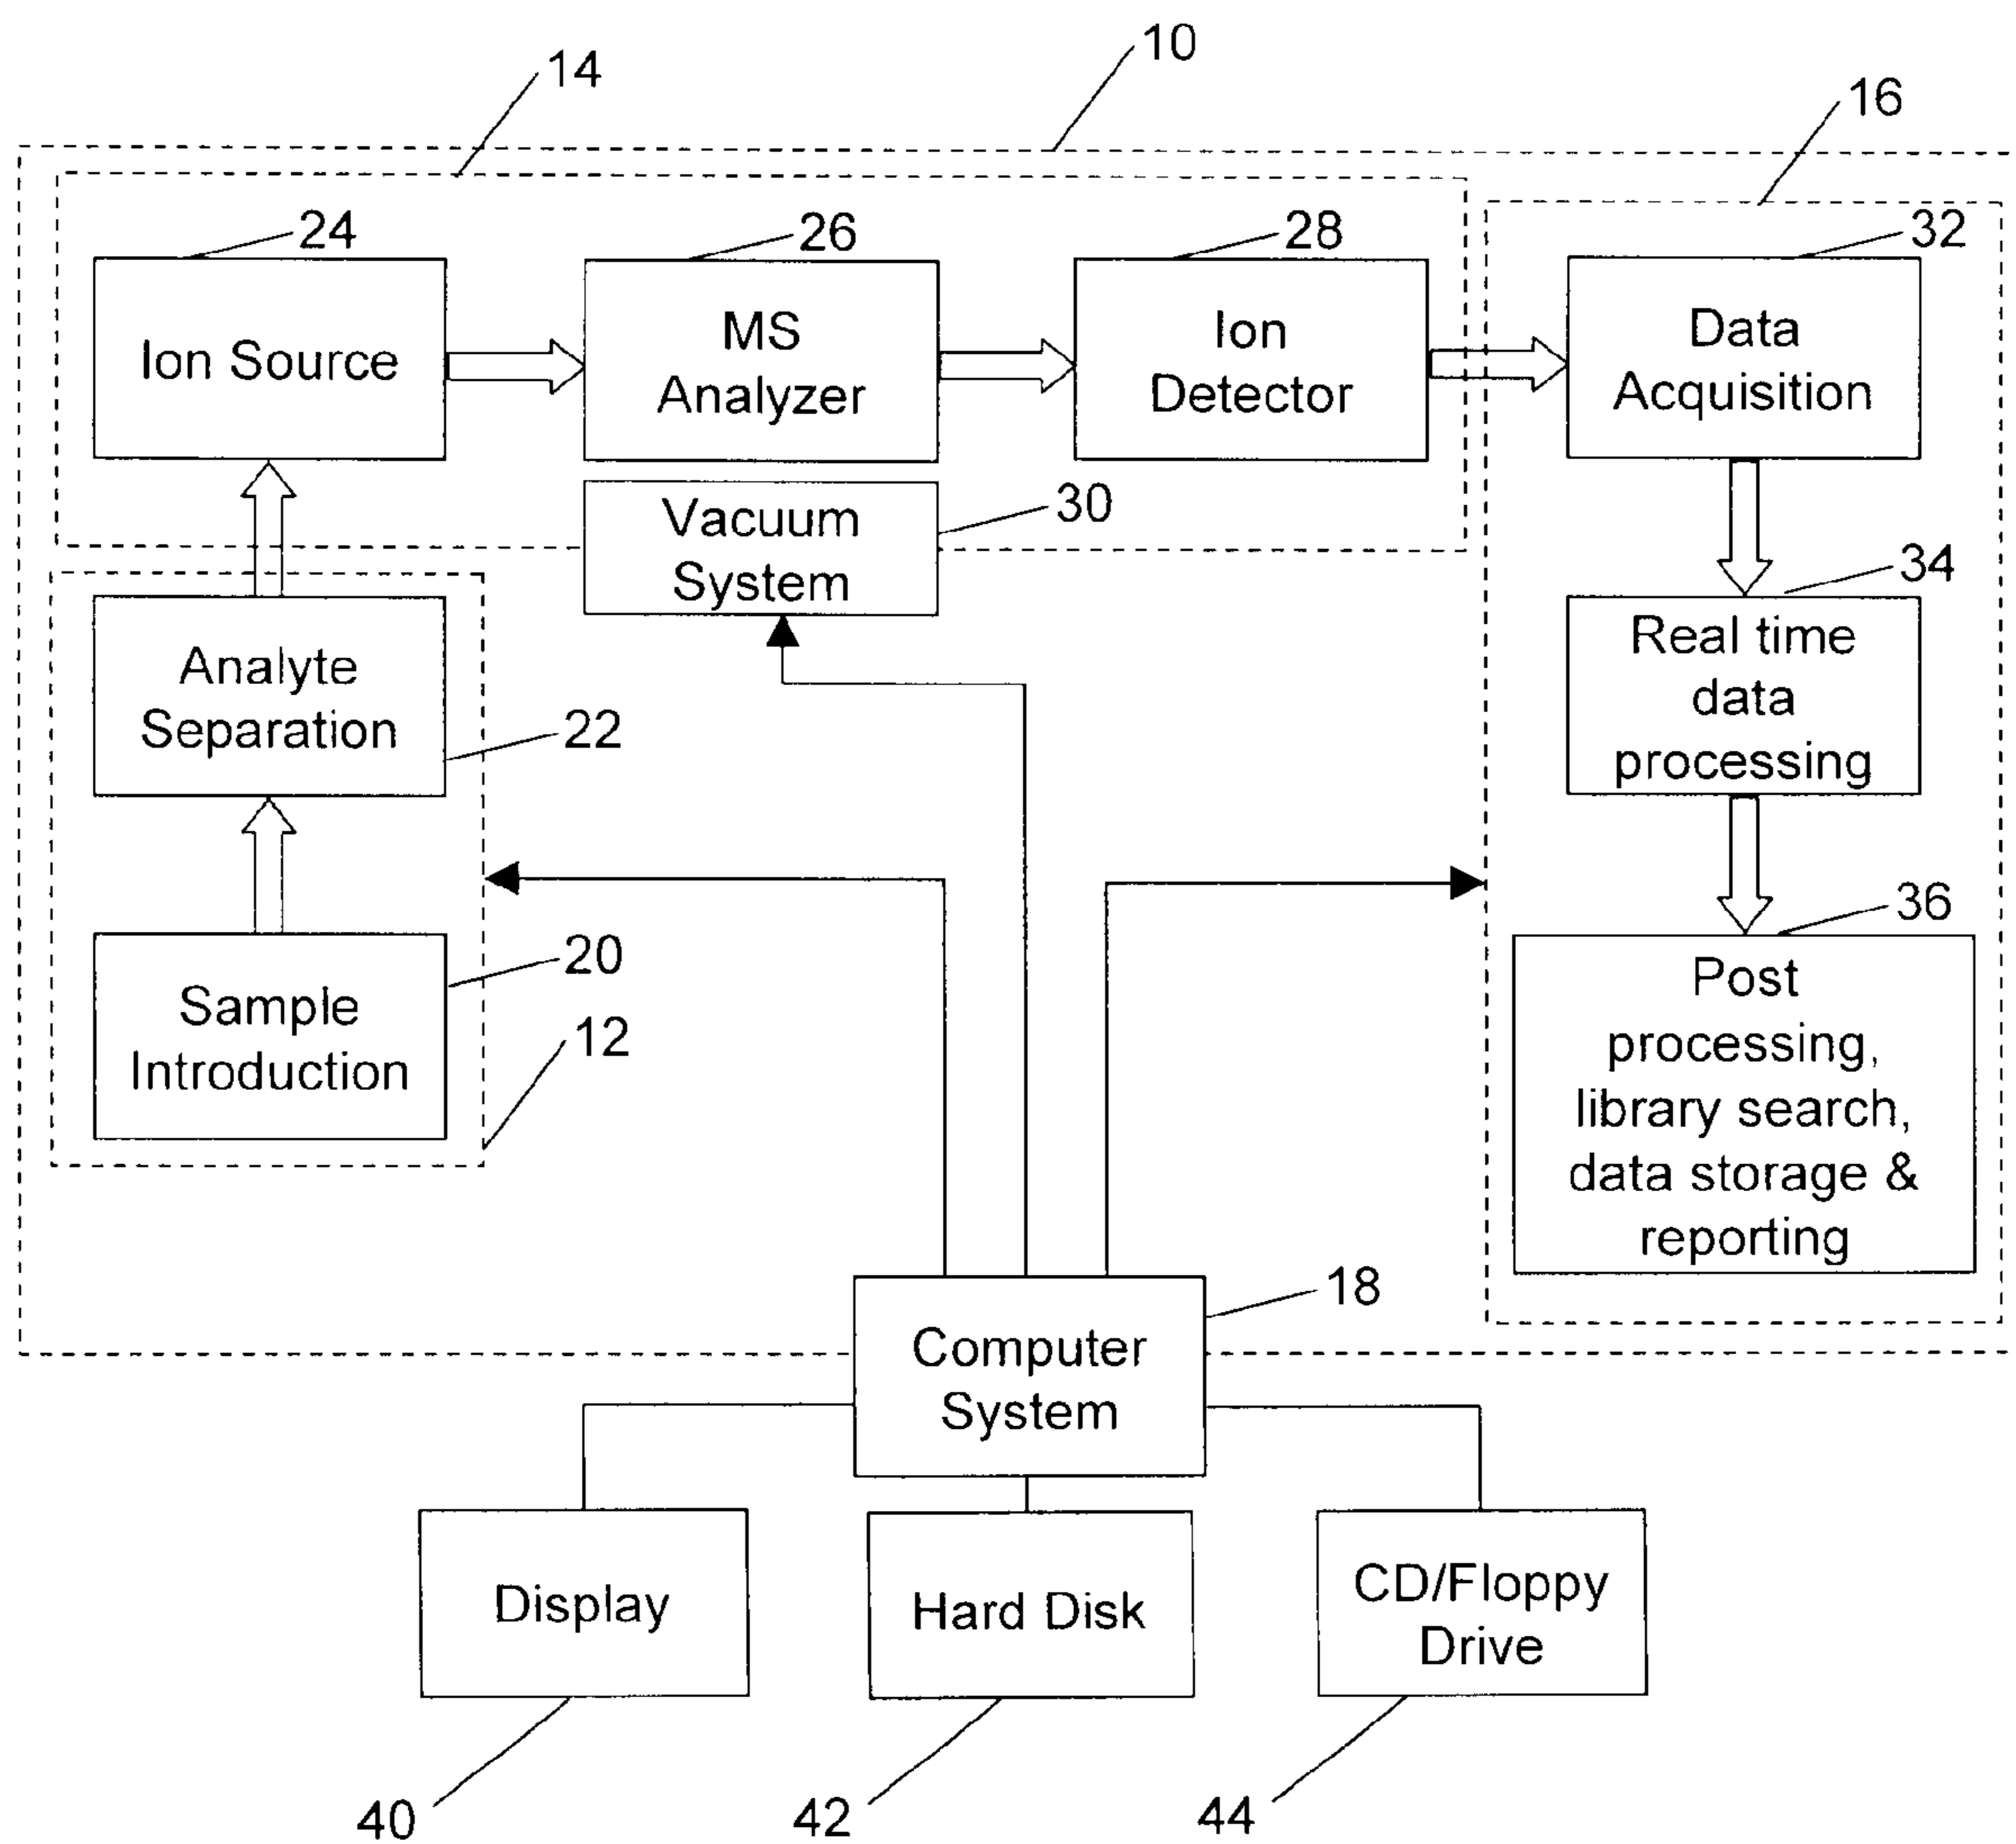 10
14
16
24
26
28
32
Ion Source
MS
Analyzer
Ion
Detector
Data
Acquisition
Vacuum
System
30
34
Analyte
Separation
22
Real time
data
processing
20
Sample
Introduction
12
36
Post
processing,
library search,
data storage &
reporting
18
Computer
System
Display
Hard Disk
CD/Floppy
Drive
40
42
44